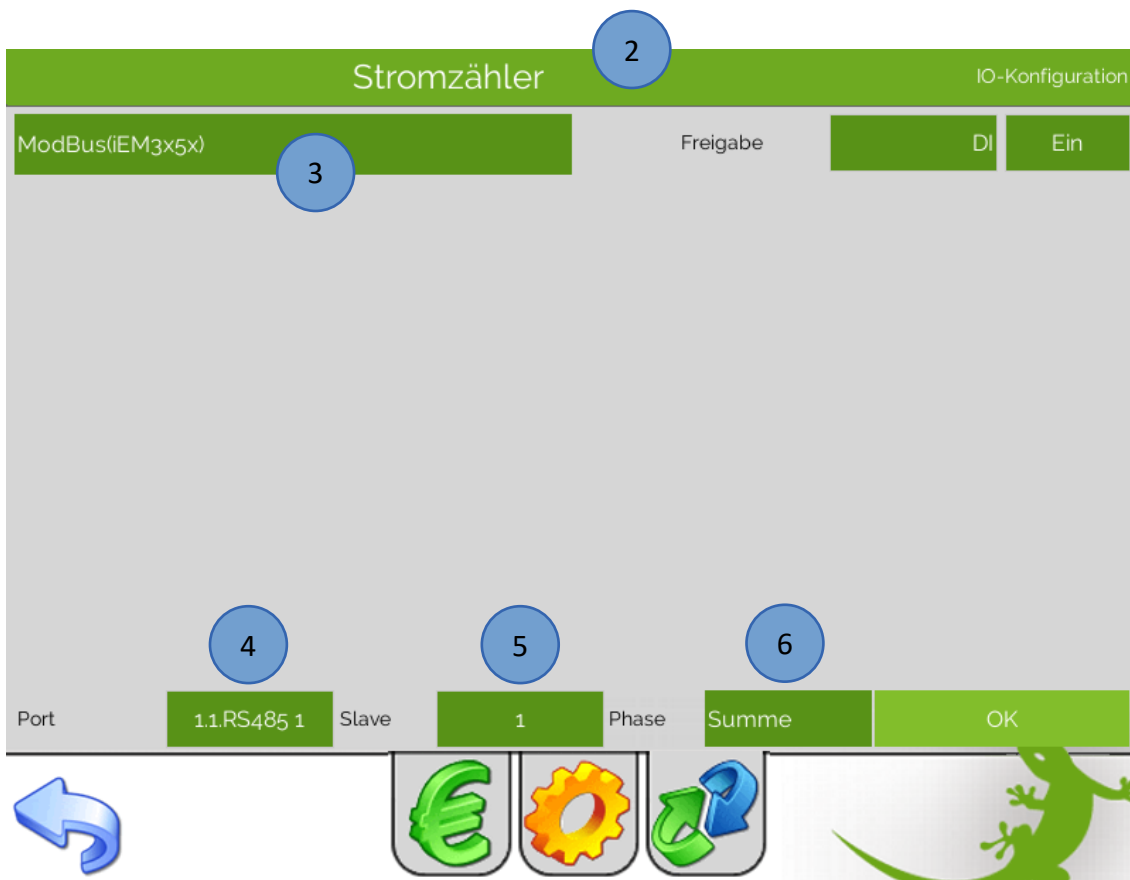 2
Stromzähler
IO-Konfiguration
ModBus(iEM3x5x)
3
Freigabe
DI
Ein
4
5
6
Port
1.1.RS485 1
Slave
1
Phase
Summe
OK